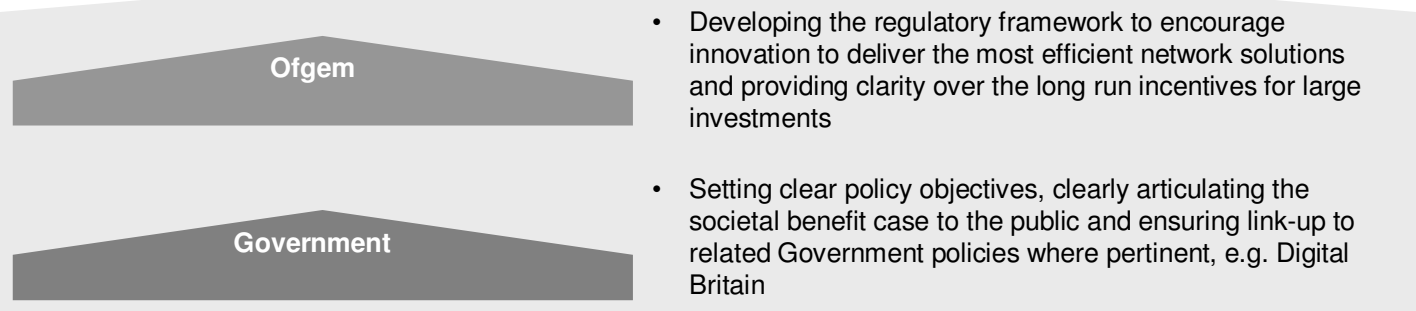 Ofgem
• Developing the regulatory framework to encourage
innovation to deliver the most efficient network solutions
and providing clarity over the long run incentives for large
investments
Government
• Setting clear policy objectives, clearly articulating the
societal benefit case to the public and ensuring link-up to
related Government policies where pertinent, e.g. Digital
Britain